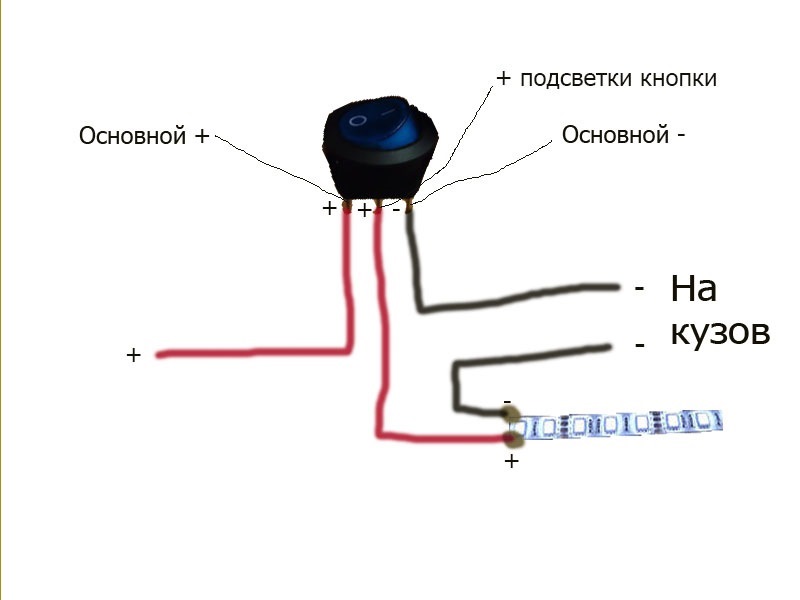 + подсветки кнопки
Основной +
Основной -
+ + -
- На
кузов
+ -
-
+